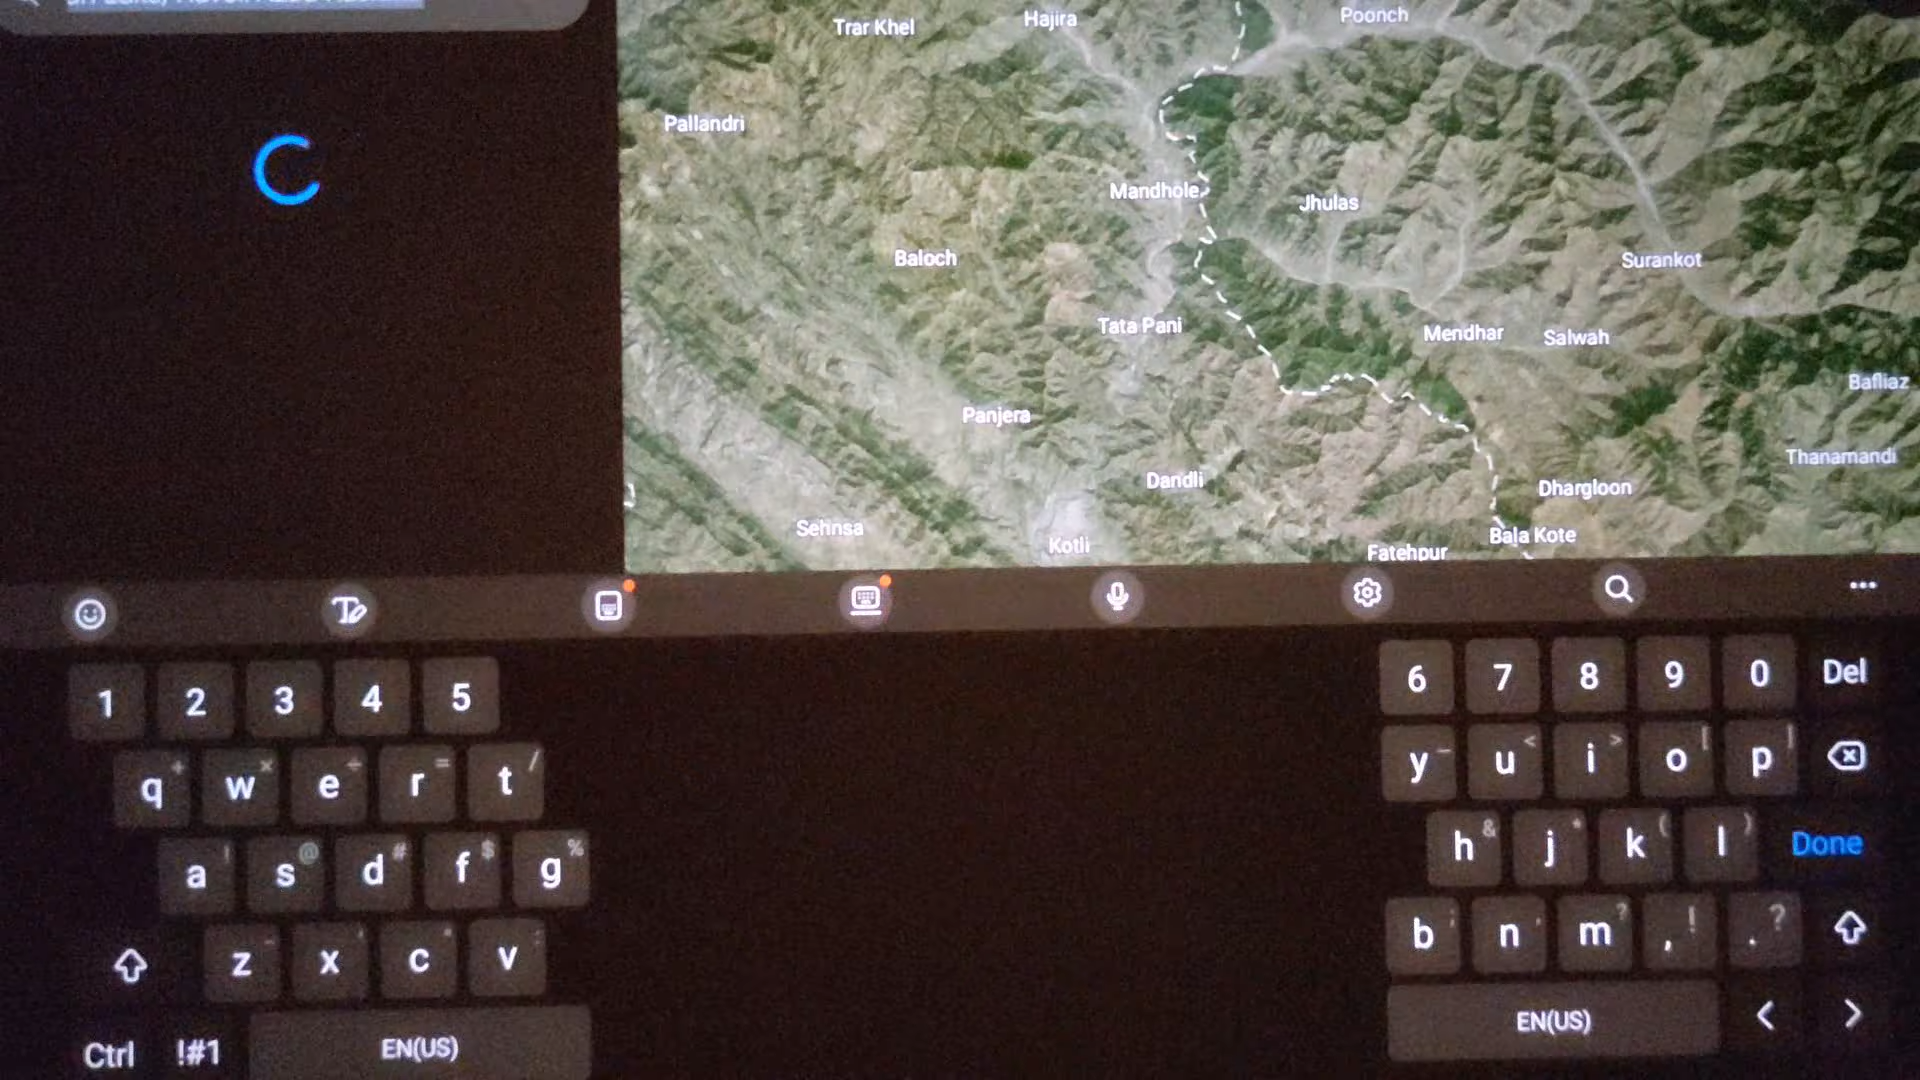 Trar Khel
Hajira
Poonch
Pallandri
Mandhole
Jhulas
Baloch
Surankot
Tata Pani
Mendhar
Salwah
Bafliaz
Panjera
Thanamandi
Dandli
Dhargloon
Sehnsa
Kotli
Bala Kote
Fatehpur
1 2 3 4 5 6 7 8 9 0 Del
q w e r t y u i o p
a s d f g h j k l Done
z x c v b n m , ! . ?
Ctrl !#1 EN(US) EN(US) < >